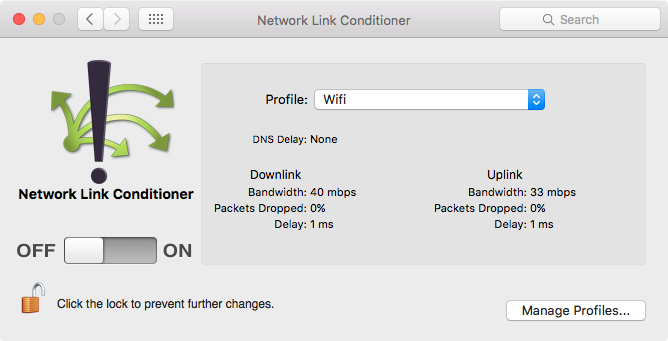 Network Link Conditioner
Search
Profile: Wifi
DNS Delay: None
Downlink Uplink
Bandwidth: 40 mbps Bandwidth: 33 mbps
Packets Dropped: 0% Packets Dropped: 0%
Delay: 1 ms Delay: 1 ms
Network Link Conditioner
OFF ON
Click the lock to prevent further changes.
Manage Profiles...